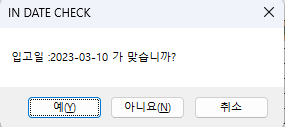 IN DATE CHECK
입고일 :2023-03-10 가 맞습니까?
예(Y)
아니요(N)
취소